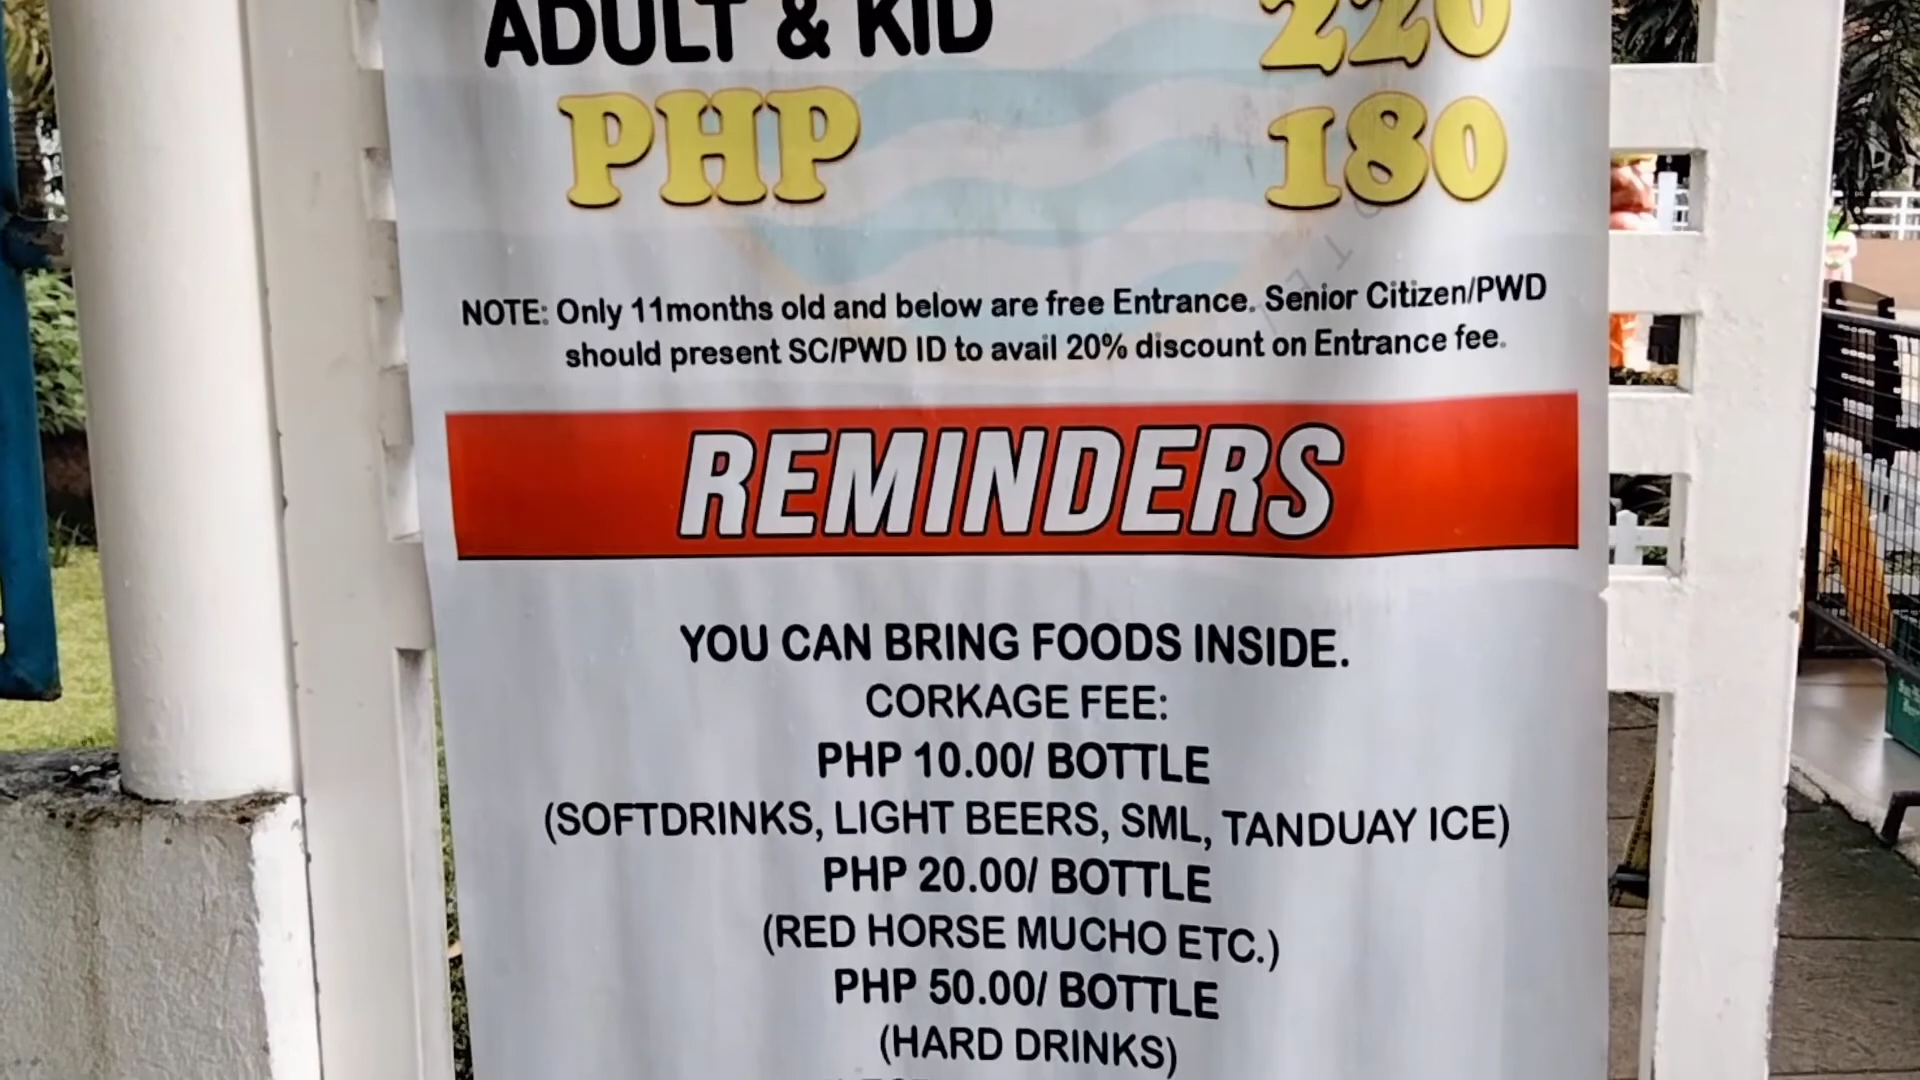 ADULT & KID 220
PHP 180
NOTE: Only 11months old and below are free Entrance. Senior Citizen/PWD
should present SC/PWD ID to avail 20% discount on Entrance fee.
REMINDERS
YOU CAN BRING FOODS INSIDE.
CORKAGE FEE:
PHP 10.00/ BOTTLE
(SOFTDRINKS, LIGHT BEERS, SML, TANDUAY ICE)
PHP 20.00/ BOTTLE
(RED HORSE MUCHO ETC.)
PHP 50.00/ BOTTLE
(HARD DRINKS)